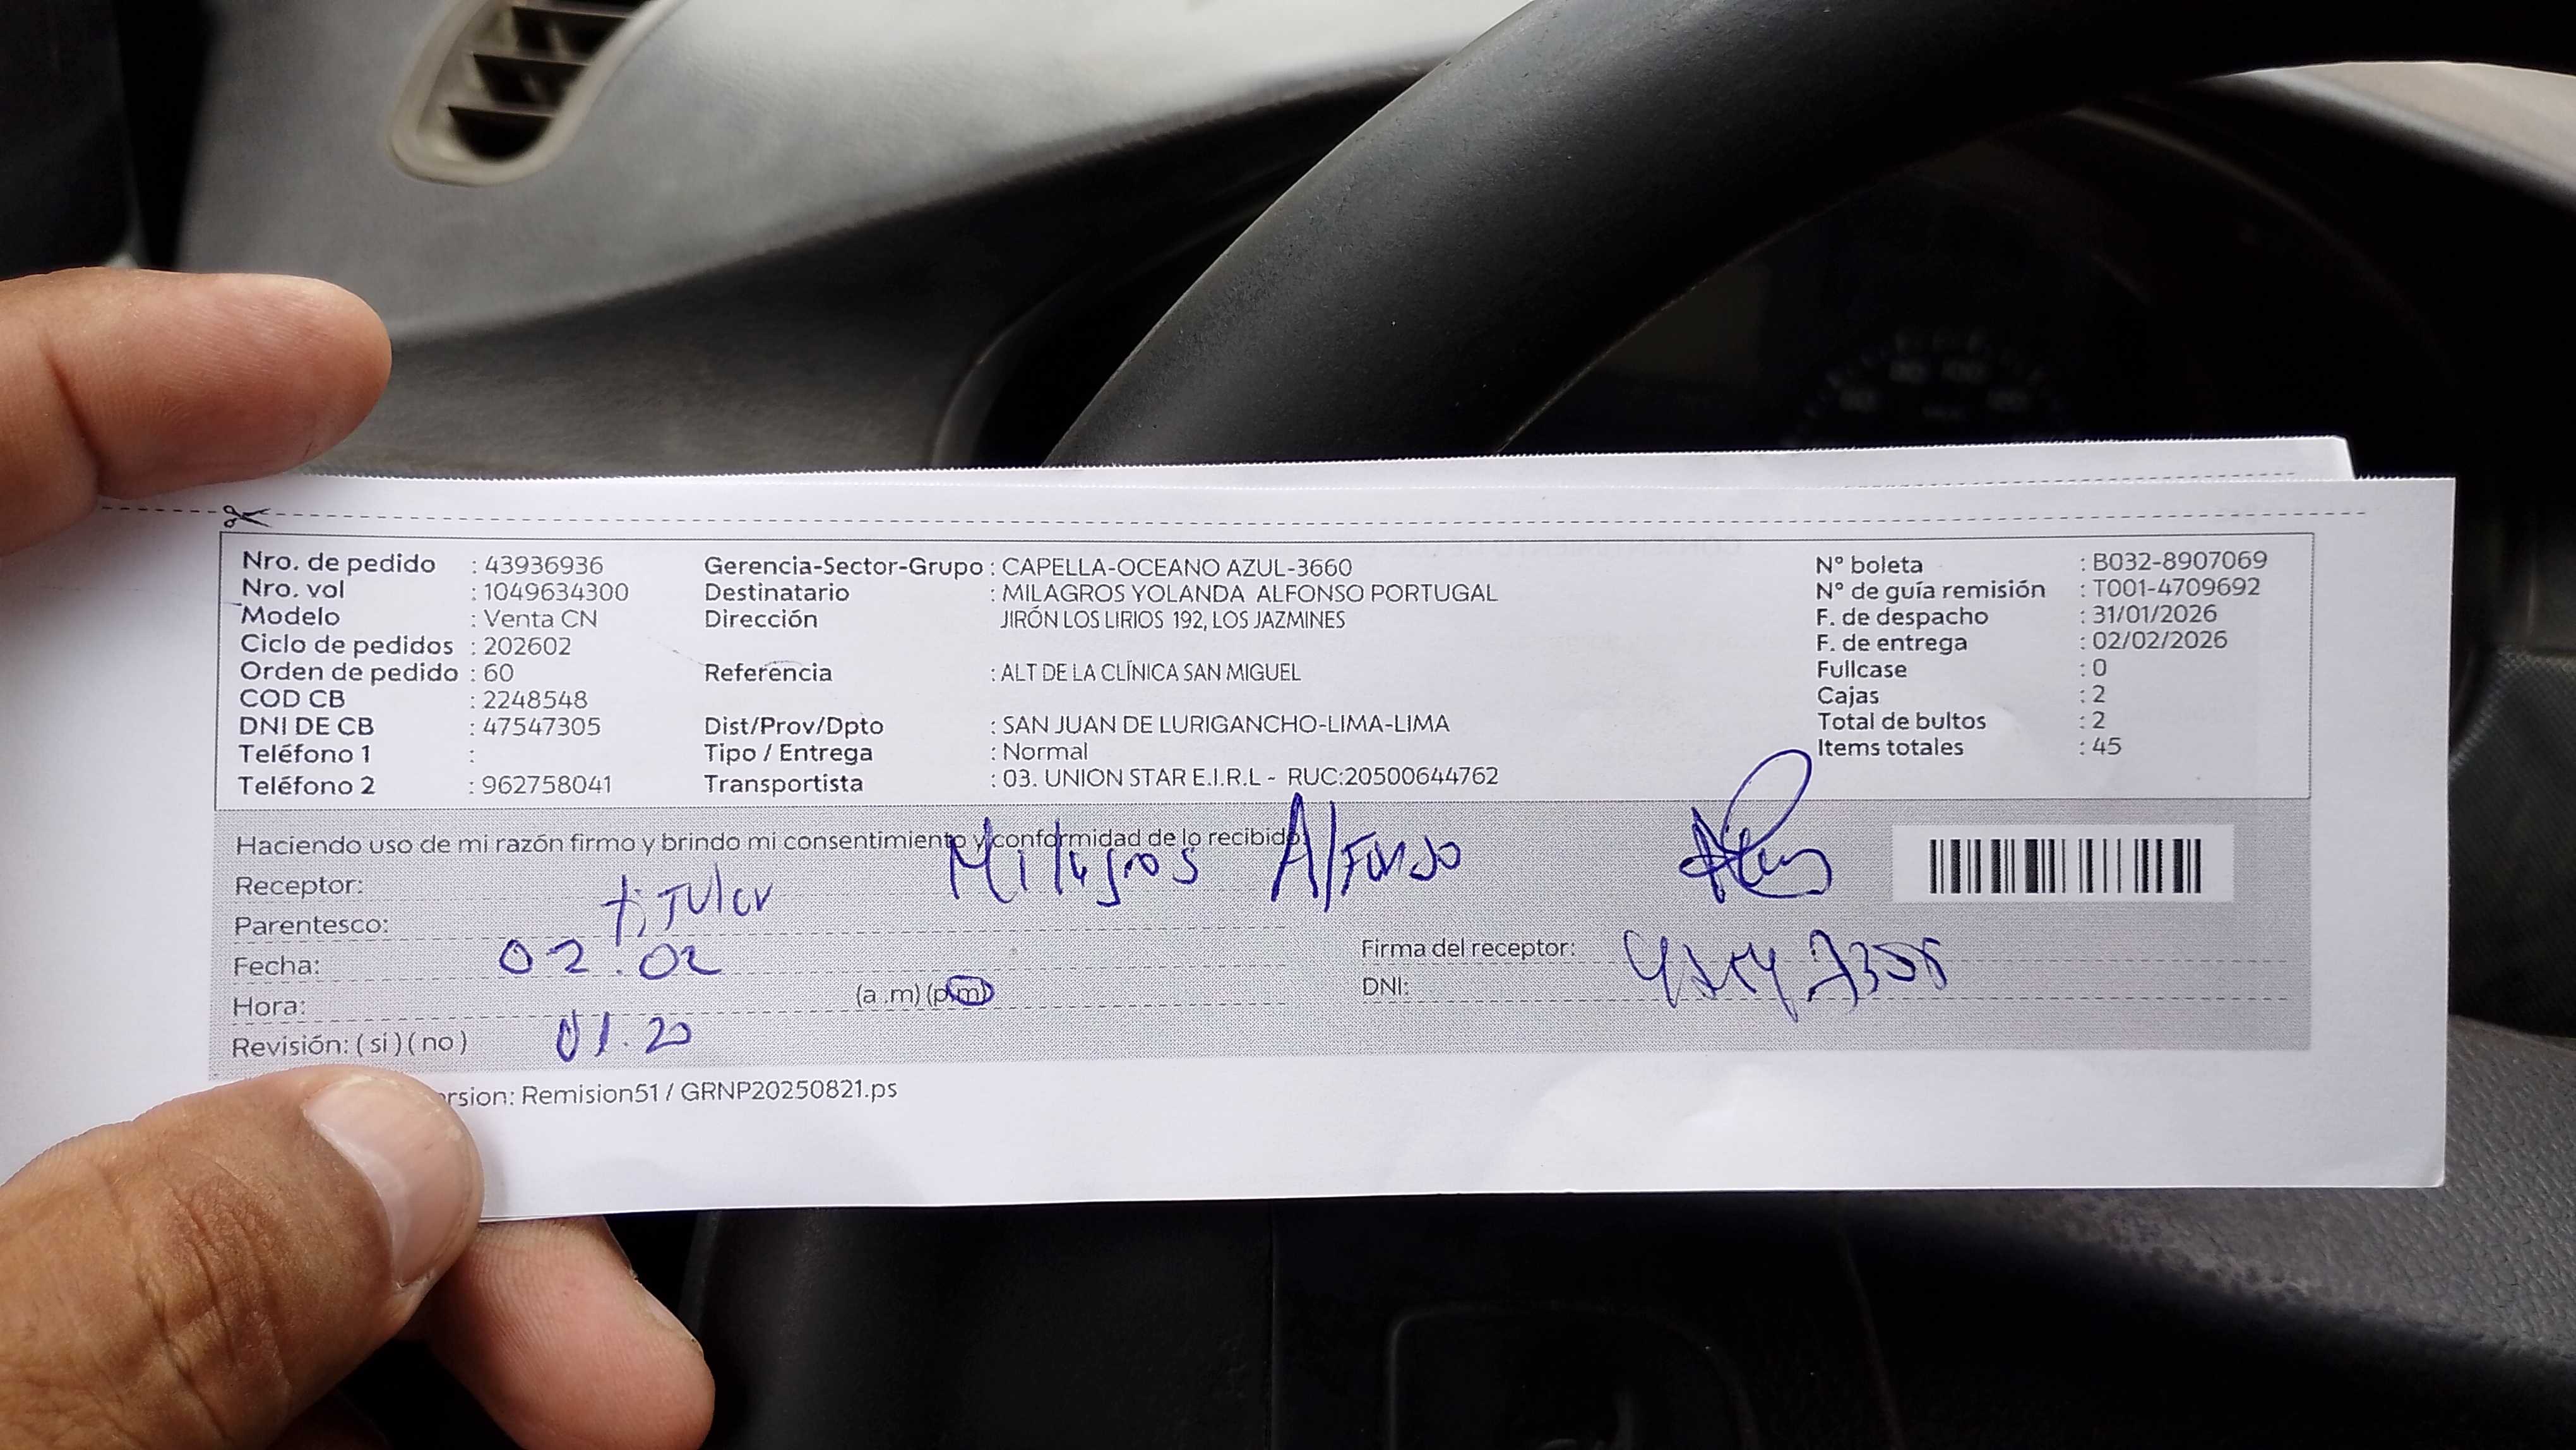 Nro. de pedido : 43936936
Nro. vol : 1049634300
Modelo : Venta CN
Ciclo de pedidos : 202602
Orden de pedido : 60
COD CB : 2248548
DNI DE CB : 47547305
Teléfono 1 :
Teléfono 2 : 962758041
Gerencia-Sector-Grupo : CAPELLA-OCEANO AZUL-3660
Destinatario : MILAGROS YOLANDA ALFONSO PORTUGAL
Dirección JIRÓN LOS LIRIOS 192, LOS JAZMINES
Referencia : ALT DE LA CLÍNICA SAN MIGUEL
Dist/Prov/Dpto : SAN JUAN DE LURIGANCHO-LIMA-LIMA
Tipo / Entrega : Normal
Transportista : 03. UNION STAR E.I.R.L - RUC:20500644762
N° boleta : B032-8907069
N° de guía remisión : T001-4709692
F. de despacho : 31/01/2026
F. de entrega : 02/02/2026
Fullcase : 0
Cajas : 2
Total de bultos : 2
Items totales : 45
Haciendo uso de mi razón firmo y brindo mi consentimiento y conformidad de lo recibido
Receptor: Milagros Alfonso
Parentesco: titular
Fecha: 02.02
Hora: (a .m) (p.m)
Revisión: ( si ) ( no ) 01.20
Firma del receptor:
DNI:
rsion: Remision51 / GRNP20250821.ps